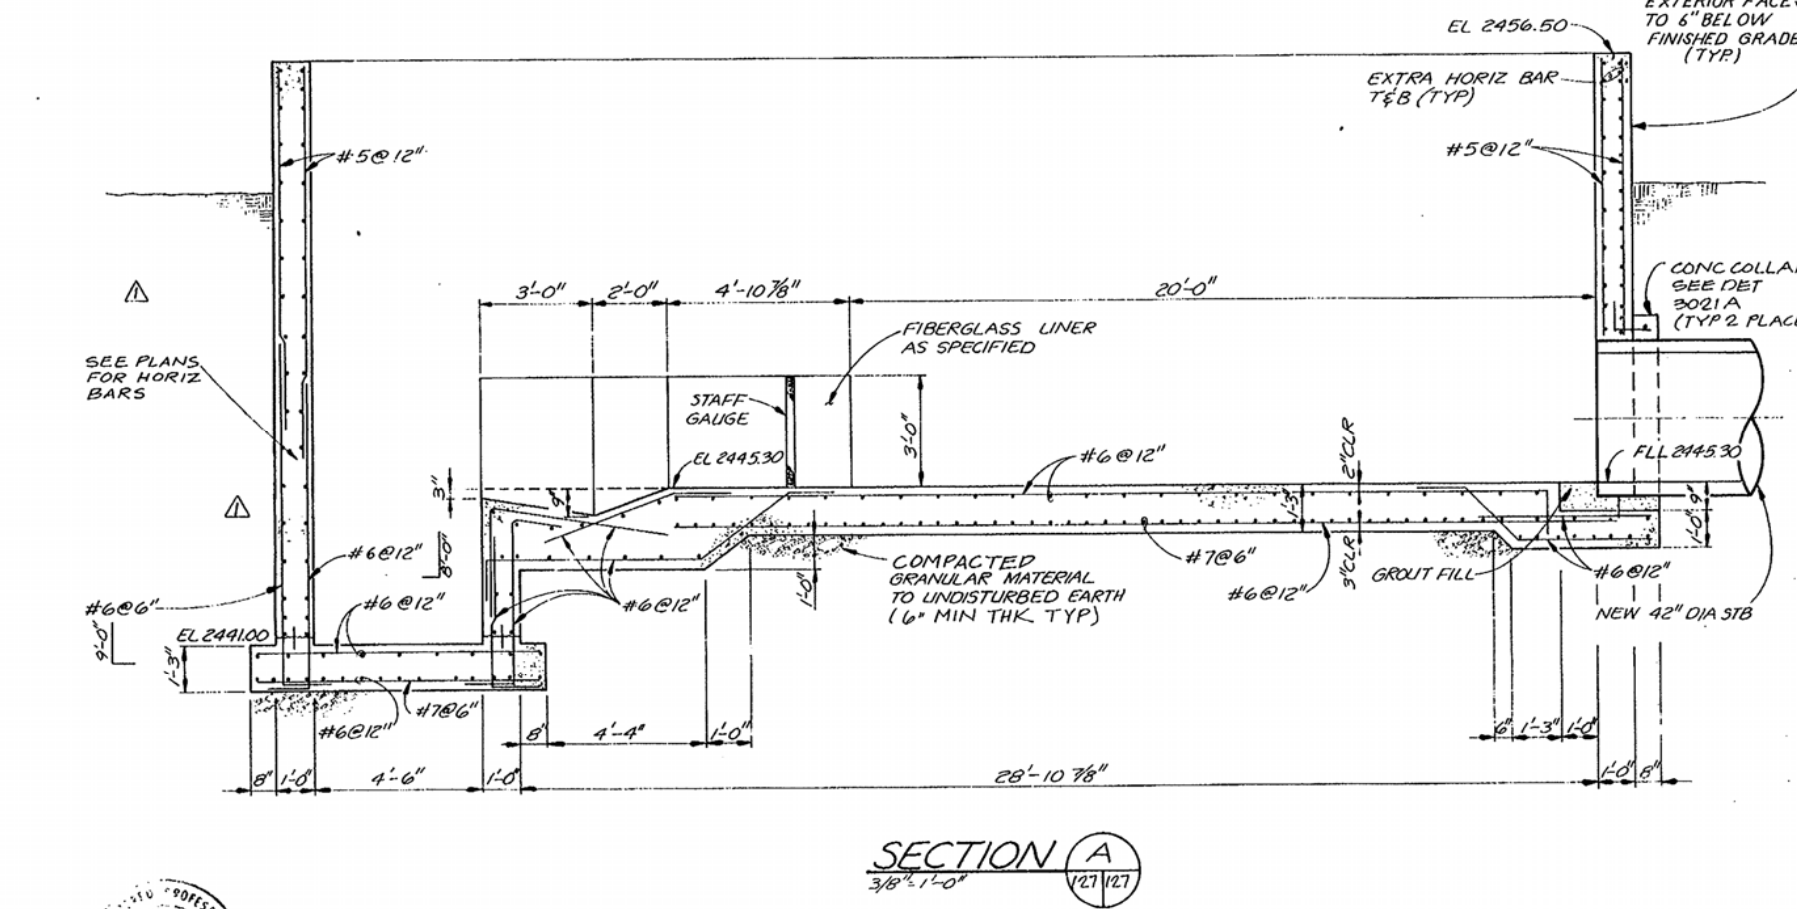 EXTERIOR FACE
TO 6" BELOW
FINISHED GRADE
(TYP.)
EL 2456.50
EXTRA HORIZ BAR
T&B (TYP)
#5@12"
#5@12"
CONC COLLA
SEE DET
3021A
(TYP 2 PLAC
3'-0"
2'-0"
4'-10 7/8"
20'-0"
FIBERGLASS LINER
AS SPECIFIED
1
SEE PLANS
FOR HORIZ
BARS
STAFF
GAUGE
3'-0"
EL 2445.30
#6@12"
2"CLR
FLL 2445.30
3"
9"
1'-3"
9"
1'-0"
1
8'-0"
#6@12"
COMPACTED
GRANULAR MATERIAL
TO UNDISTURBED EARTH
(6" MIN THK TYP)
#7@6"
3"CLR
GROUT FILL
#6@12"
#6@12"
1'-0"
#6@6"
#6@12"
#6@12"
NEW 42" DIA STB
9'-0"
EL 2441.00
1'-3"
#6@12"
#7@6"
8"
4'-4"
1'-0"
6"
1'-3"
1'-0"
8"
1'-0"
4'-6"
1'-0"
28'-10 7/8"
1'-0"
8"
SECTION A
3/8"=1'-0"
127 127